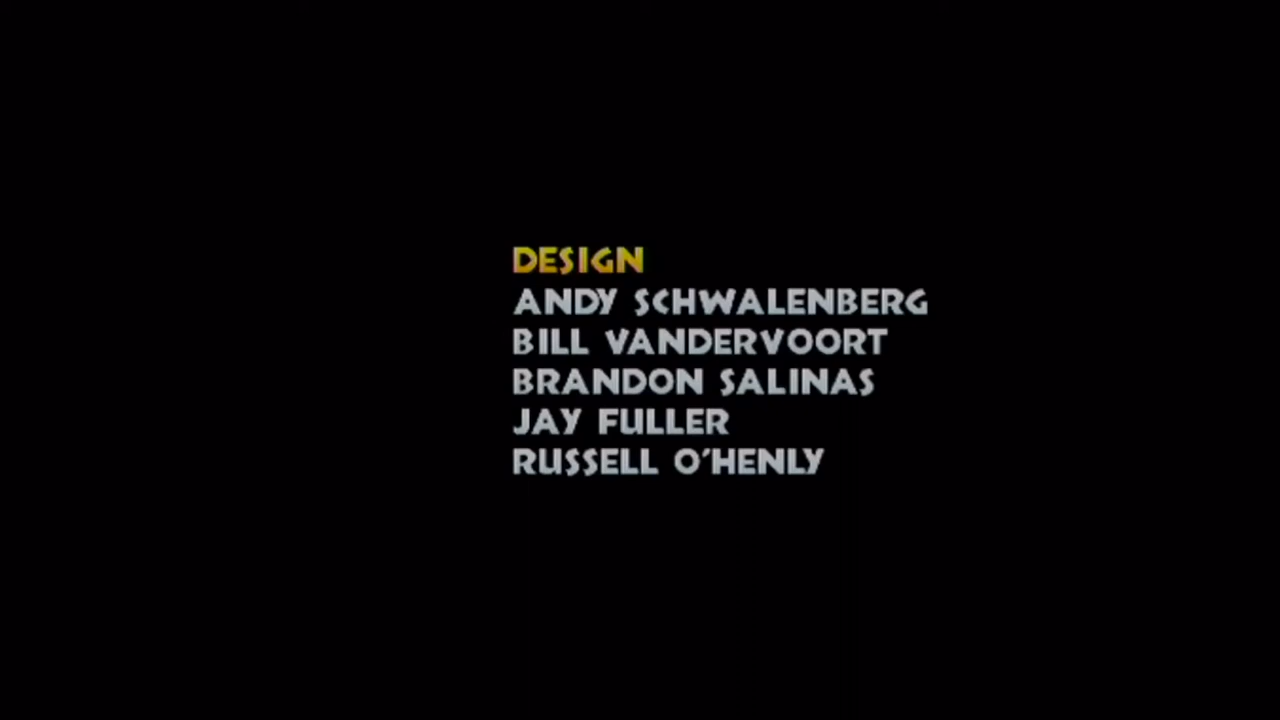 DESIGN
ANDY SCHWALENBERG
BILL VANDERVOORT
BRANDON SALINAS
JAY FULLER
RUSSELL O'HENLY